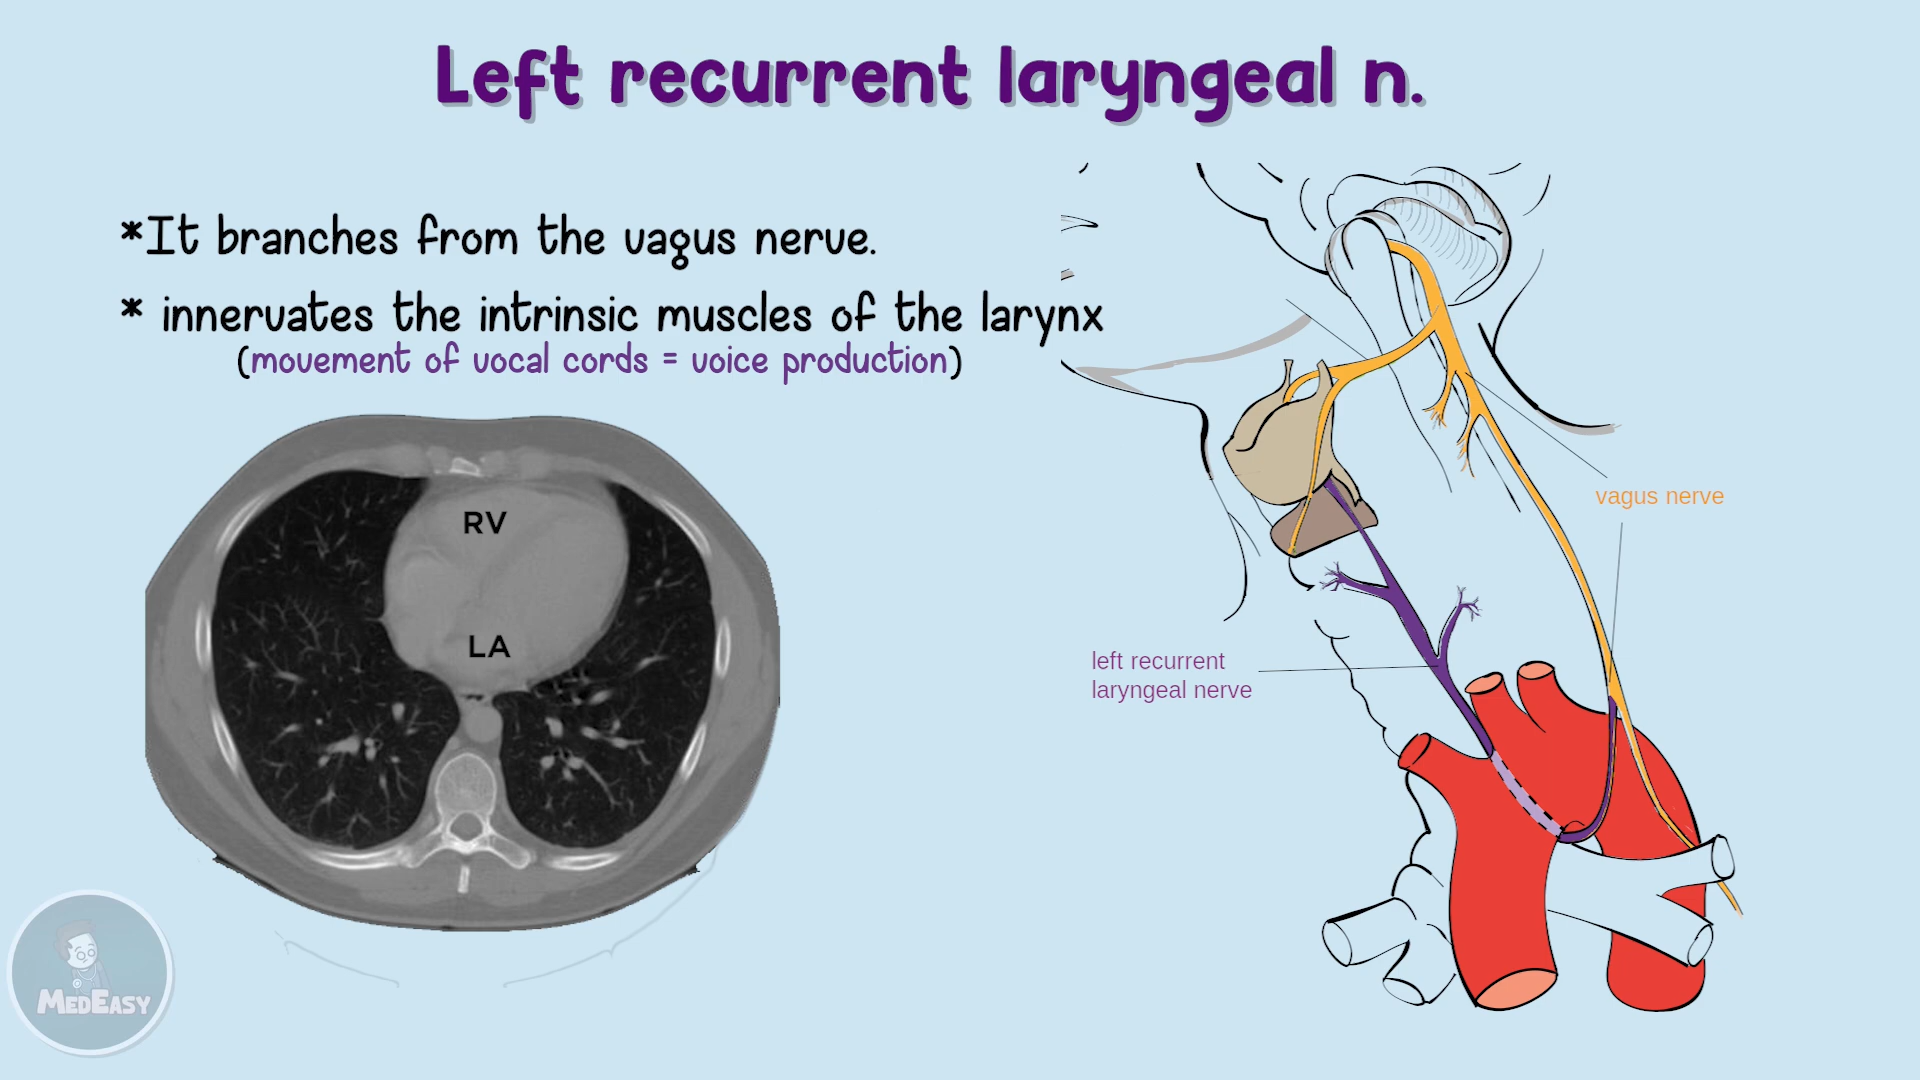 Left recurrent laryngeal n.
*It branches from the vagus nerve.
* innervates the intrinsic muscles of the larynx
(movement of vocal cords = voice production)
RV
LA
vagus nerve
left recurrent
laryngeal nerve
MEDEASY